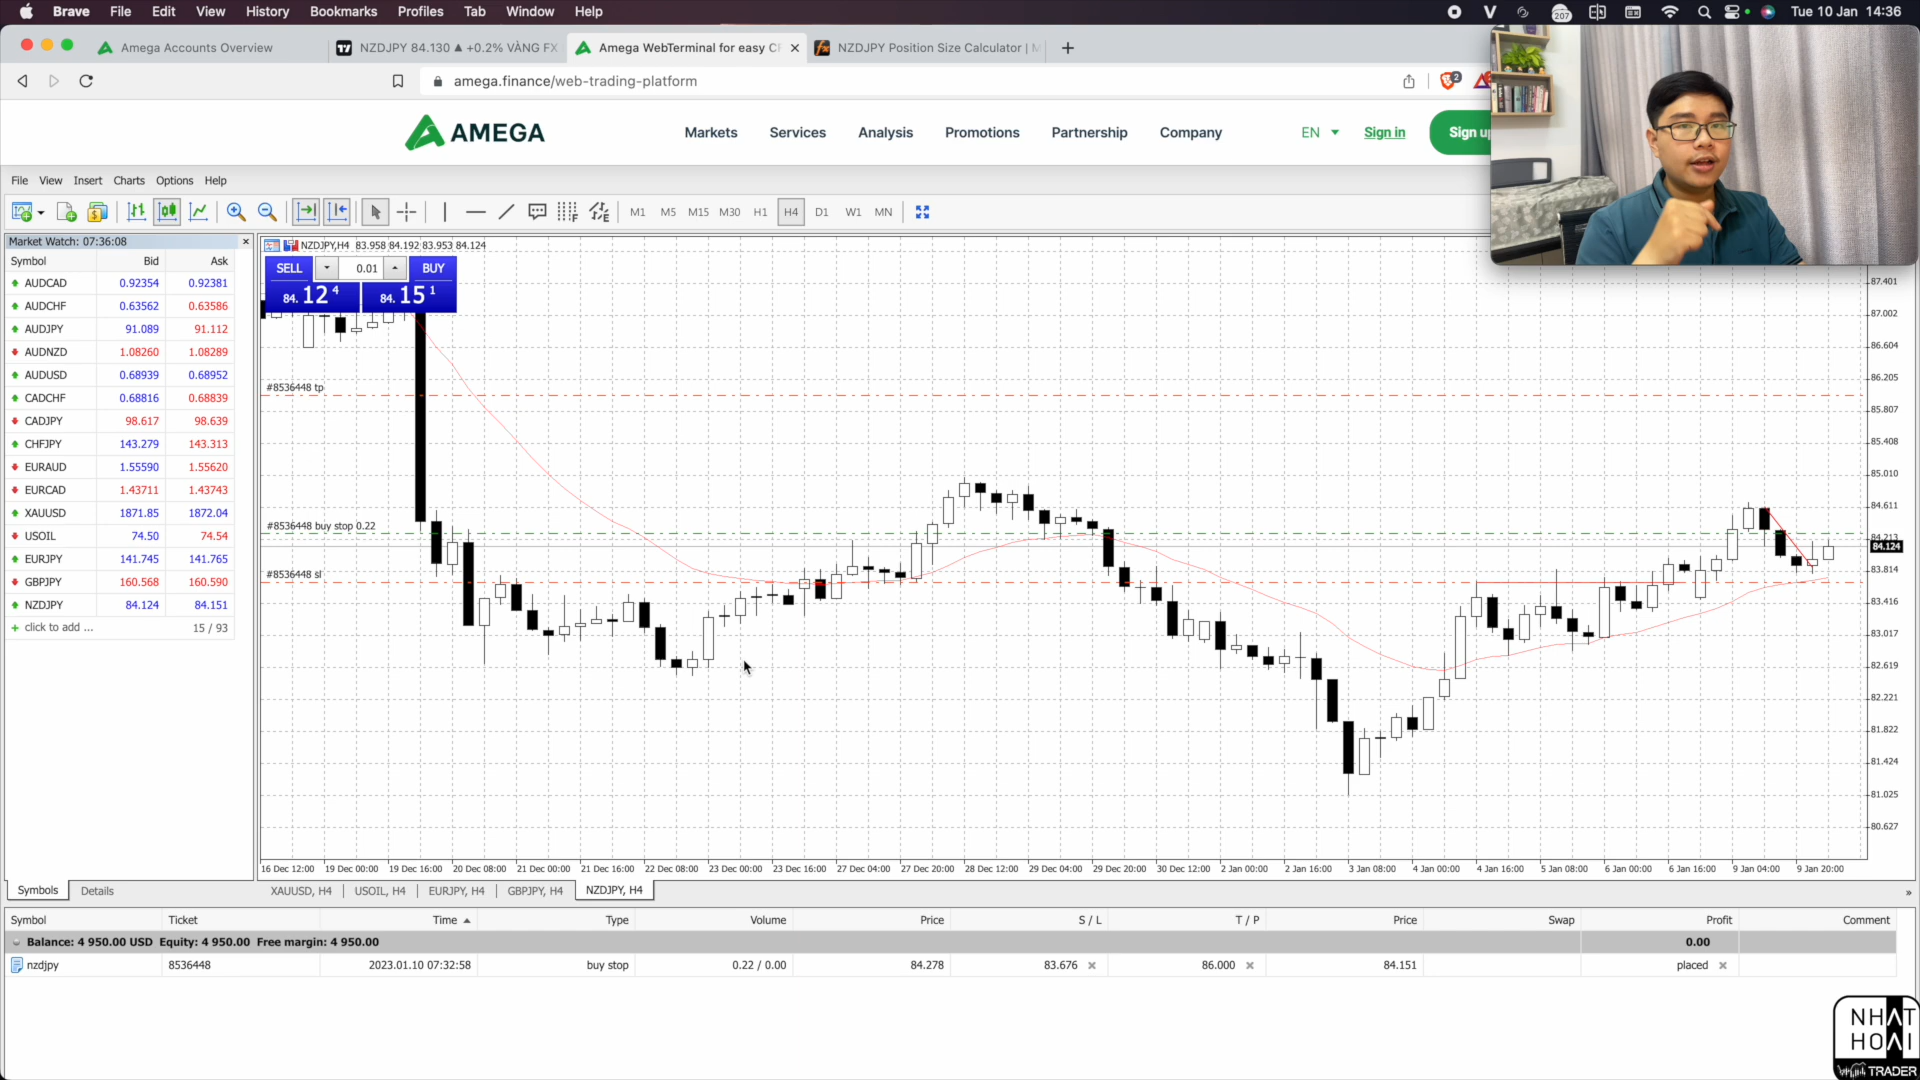 Brave File Edit View History Bookmarks Profiles Tab Window Help
207
Tue 10 Jan 14:36
Amega Accounts Overview
NZDJPY 84.130 ▲ +0.2% VÀNG FX
Amega WebTerminal for easy CF
NZDJPY Position Size Calculator | M
amega.finance/web-trading-platform
2
AMEGA
Markets Services Analysis Promotions Partnership Company
EN Sign in Sign up
File View Insert Charts Options Help
M1 M5 M15 M30 H1 H4 D1 W1 MN
Market Watch: 07:36:08
Symbol Bid Ask
AUDCAD 0.92354 0.92381
AUDCHF 0.63562 0.63586
AUDJPY 91.089 91.112
AUDNZD 1.08260 1.08289
AUDUSD 0.68939 0.68952
CADCHF 0.68816 0.68839
CADJPY 98.617 98.639
CHFJPY 143.279 143.313
EURAUD 1.55590 1.55620
EURCAD 1.43711 1.43743
XAUUSD 1871.85 1872.04
USOIL 74.50 74.54
EURJPY 141.745 141.765
GBPJPY 160.568 160.590
NZDJPY 84.124 84.151
+ click to add ... 15 / 93
Symbols Details
NZDJPY,H4 83.958 84.192 83.953 84.124
SELL 0.01 BUY
84. 12 4 84. 15 1
#8536448 tp
#8536448 buy stop 0.22
#8536448 sl
87.401
87.002
86.604
86.205
85.807
85.408
85.010
84.611
84.213
84.124
83.814
83.416
83.017
82.619
82.221
81.822
81.424
81.025
80.627
16 Dec 12:00 19 Dec 00:00 19 Dec 16:00 20 Dec 08:00 21 Dec 00:00 21 Dec 16:00 22 Dec 08:00 23 Dec 00:00 23 Dec 16:00 27 Dec 04:00 27 Dec 20:00 28 Dec 12:00 29 Dec 04:00 29 Dec 20:00 30 Dec 12:00 2 Jan 00:00 2 Jan 16:00 3 Jan 08:00 4 Jan 00:00 4 Jan 16:00 5 Jan 08:00 6 Jan 00:00 6 Jan 16:00 9 Jan 04:00 9 Jan 20:00
XAUUSD, H4 USOIL, H4 EURJPY, H4 GBPJPY, H4 NZDJPY, H4
Symbol Ticket Time Type Volume Price S / L T / P Price Swap Profit Comment
Balance: 4 950.00 USD Equity: 4 950.00 Free margin: 4 950.00 0.00
nzdjpy 8536448 2023.01.10 07:32:58 buy stop 0.22 / 0.00 84.278 83.676 86.000 84.151 placed
NHAT
HOAI
TRADER